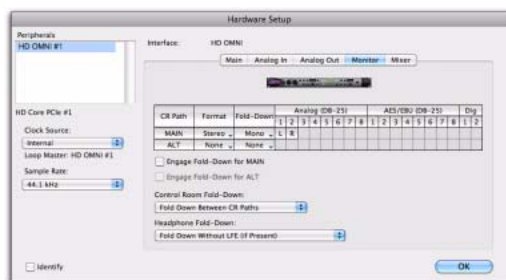 Hardware Setup
Peripherals
HD OMNI #1
Interface: HD OMNI
Main Analog In Analog Out Monitor Mixer
HD Core PCIe #1
Clock Source:
Internal
Loop Master: HD OMNI #1
Sample Rate:
44.1 kHz
CR Path Format Fold-Down Analog (DB-25) AES/EBU (DB-25) Dig
1 2 3 4 5 6 7 8 1 2 3 4 5 6 7 8 1 2
MAIN Stereo Mono L R
ALT None None
Engage Fold-Down for MAIN
Engage Fold-Down for ALT
Control Room Fold-Down:
Fold Down Between CR Paths
Headphone Fold-Down:
Fold Down Without LFE (If Present)
Identify
OK